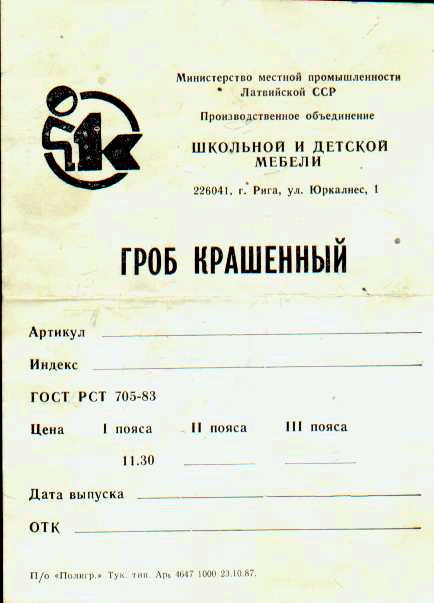 1к
Министерство местной промышленности
Латвийской ССР
Производственное объединение
ШКОЛЬНОЙ И ДЕТСКОЙ
МЕБЕЛИ
226041, г. Рига, ул. Юркалнес, 1
ГРОБ КРАШЕННЫЙ
Артикул
Индекс
ГОСТ РСТ 705-83
Цена I пояса II пояса III пояса
11.30
Дата выпуска
ОТК
П/о «Полигр.» Тук. тип. 4647 1000 23.10.87.